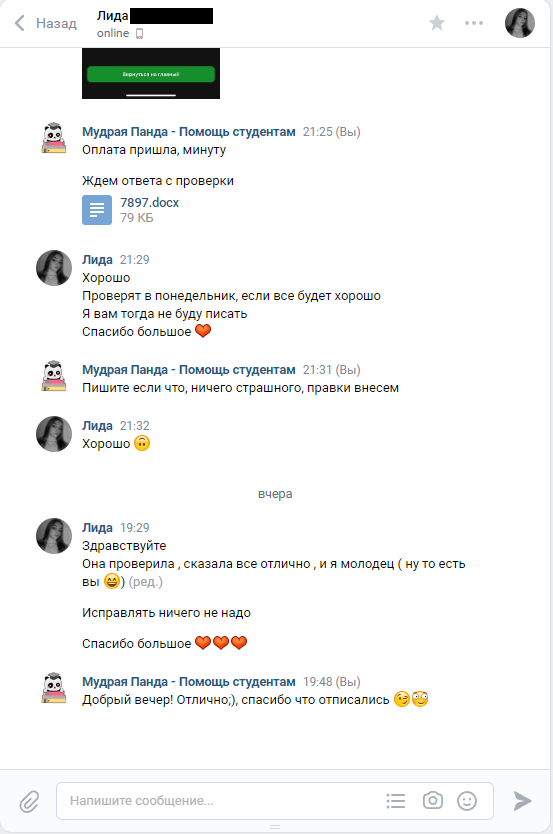 Назад
Лида
online
Вернуться на главный
Мудрая Панда - Помощь студентам 21:25 (Вы)
Оплата пришла, минуту
Ждем ответа с проверки
7897.docx
79 КБ
Лида 21:29
Хорошо
Проверят в понедельник, если все будет хорошо
Я вам тогда не буду писать
Спасибо большое ❤️
Мудрая Панда - Помощь студентам 21:31 (Вы)
Пишите если что, ничего страшного, правки внесем
Лида 21:32
Хорошо 🙃
вчера
Лида 19:29
Здравствуйте
Она проверила , сказала все отлично , и я молодец ( ну то есть
вы 😄) (ред.)
Исправлять ничего не надо
Спасибо большое ❤️❤️❤️
Мудрая Панда - Помощь студентам 19:48 (Вы)
Добрый вечер! Отлично;), спасибо что отписались 😉🙄
Напишите сообщение...